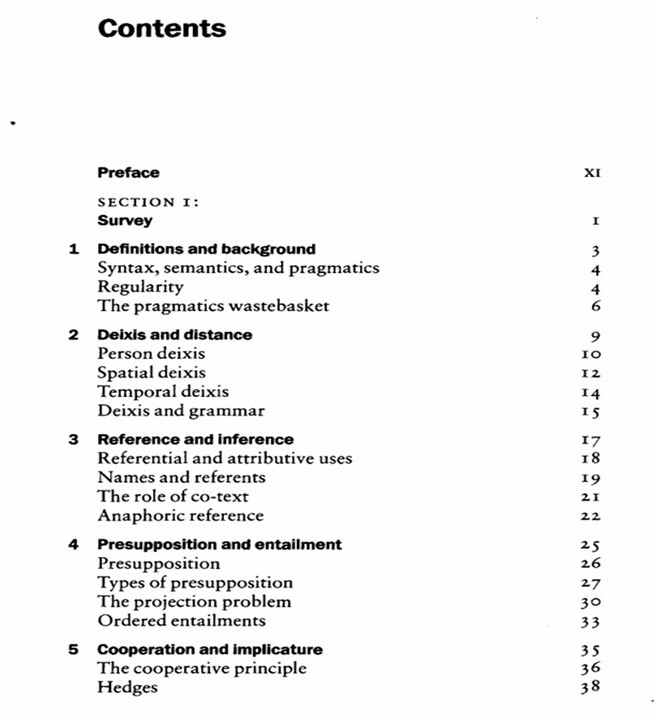 Contents
Preface XI
SECTION I:
Survey I
1 Definitions and background 3
Syntax, semantics, and pragmatics 4
Regularity 4
The pragmatics wastebasket 6
2 Deixis and distance 9
Person deixis 10
Spatial deixis 12
Temporal deixis 14
Deixis and grammar 15
3 Reference and inference 17
Referential and attributive uses 18
Names and referents 19
The role of co-text 21
Anaphoric reference 22
4 Presupposition and entailment 25
Presupposition 26
Types of presupposition 27
The projection problem 30
Ordered entailments 33
5 Cooperation and implicature 35
The cooperative principle 36
Hedges 38